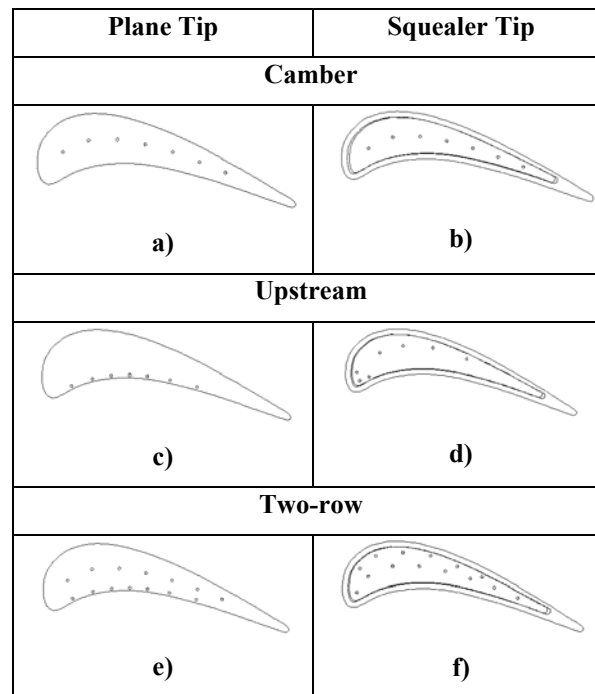 Plane Tip Squealer Tip
Camber
a) b)
Upstream
c) d)
Two-row
e) f)